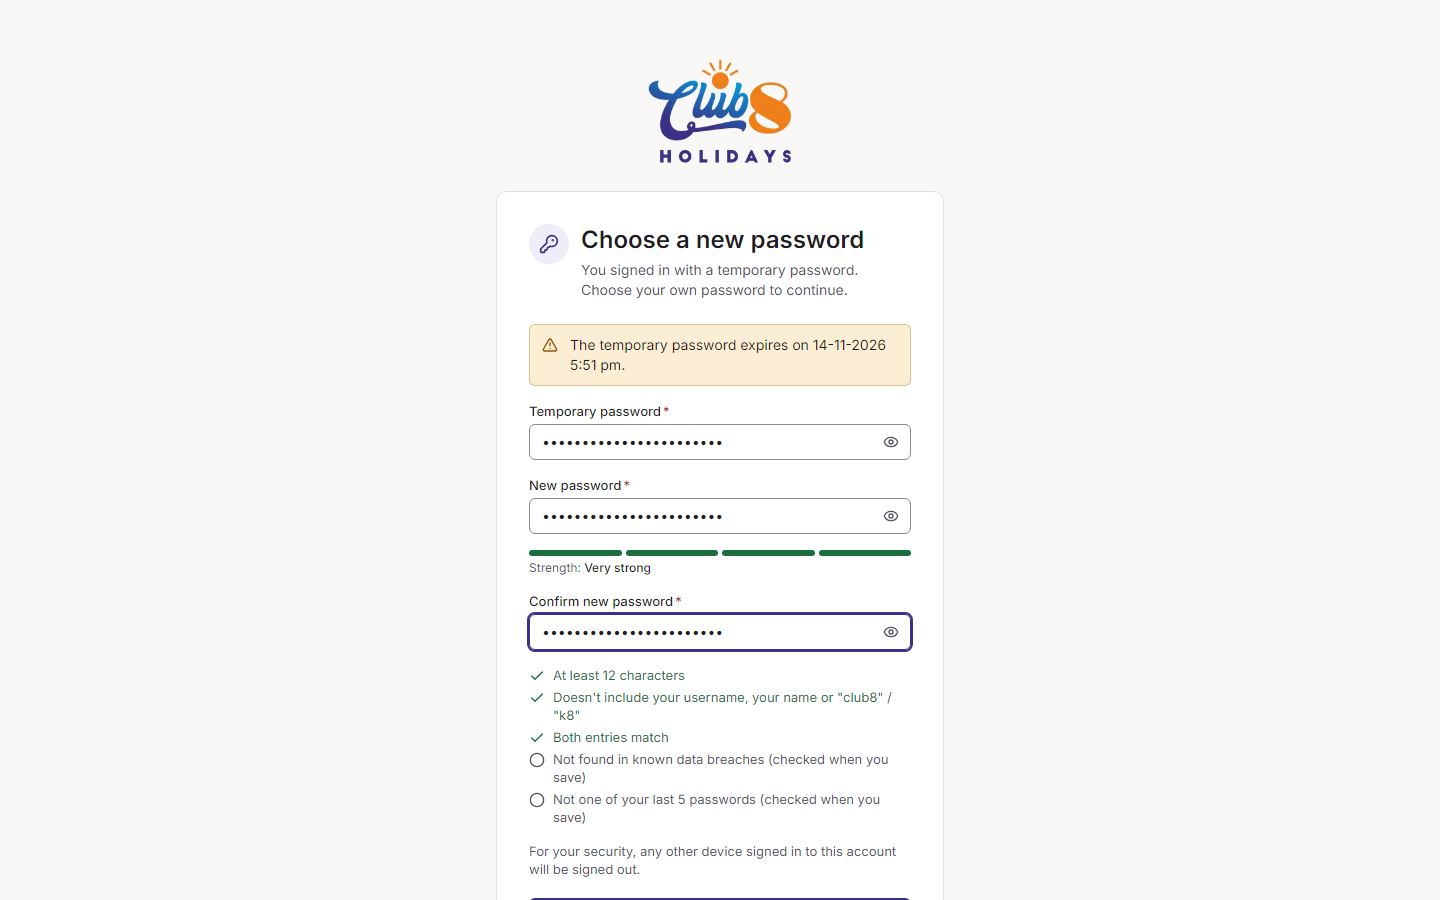 Club8
HOLIDAYS
Choose a new password
You signed in with a temporary password.
Choose your own password to continue.
The temporary password expires on 14-11-2026
5:51 pm.
Temporary password *
•••••••••••••••••••••••
New password *
•••••••••••••••••••••••
Strength: Very strong
Confirm new password *
•••••••••••••••••••••••
At least 12 characters
Doesn't include your username, your name or "club8" /
"k8"
Both entries match
Not found in known data breaches (checked when you
save)
Not one of your last 5 passwords (checked when you
save)
For your security, any other device signed in to this account
will be signed out.